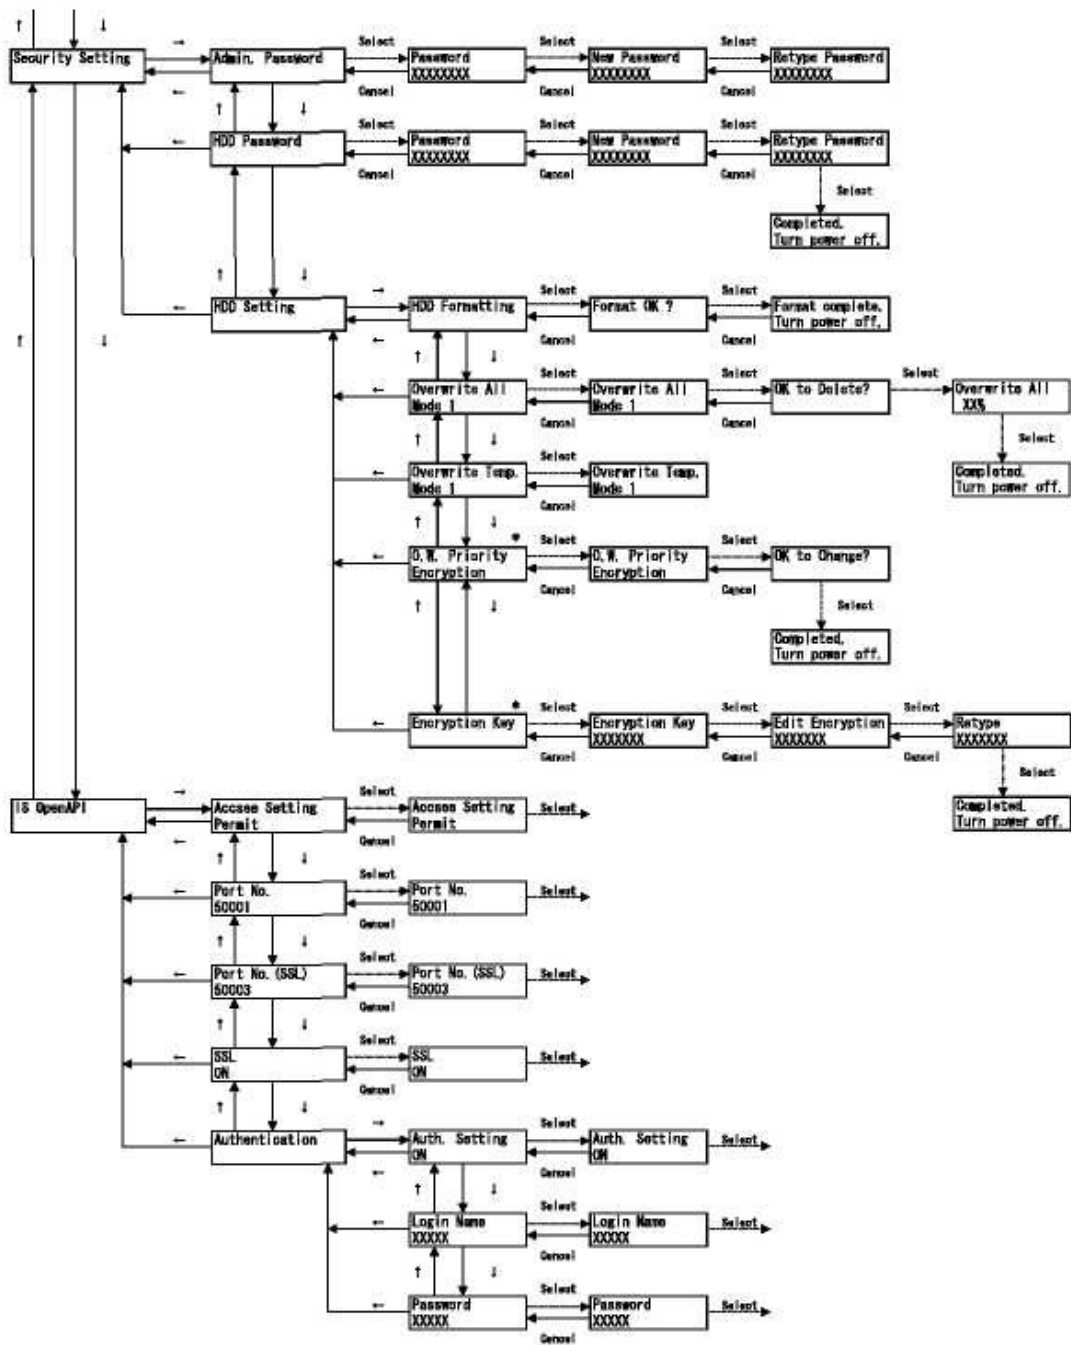 ↑ ↓
Security Setting
→
←
Admin. Password
Select
Cancel
Password
XXXXXXXX
Select
Cancel
New Password
XXXXXXXX
Select
Cancel
Retype Password
XXXXXXXX
↑ ↓
←
HDD Password
Select
Cancel
Password
XXXXXXXX
Select
Cancel
New Password
XXXXXXXX
Select
Cancel
Retype Password
XXXXXXXX
Select
Completed.
Turn power off.
↑ ↓
←
HDD Setting
→
←
HDD Formatting
Select
Cancel
Format OK ?
Select
Cancel
Format complete.
Turn power off.
↑ ↓
↑ ↓
←
Overwrite All
Mode 1
Select
Cancel
Overwrite All
Mode 1
Select
Cancel
OK to Delete?
Select
Overwrite All
XX%
Select
Completed.
Turn power off.
↑ ↓
←
Overwrite Temp.
Mode 1
Select
Cancel
Overwrite Temp.
Mode 1
↑ ↓
←
*
O.W. Priority
Encryption
Select
Cancel
O.W. Priority
Encryption
Select
Cancel
OK to Change?
Select
Completed.
Turn power off.
↑ ↓
←
*
Encryption Key
Select
Cancel
Encryption Key
XXXXXXX
Select
Cancel
Edit Encryption
XXXXXXX
Select
Cancel
Retype
XXXXXXX
Select
Completed.
Turn power off.
IS OpenAPI
→
←
Access Setting
Permit
Select
Cancel
Access Setting
Permit
Select
↑ ↓
←
Port No.
50001
Select
Cancel
Port No.
50001
Select
↑ ↓
←
Port No.(SSL)
50003
Select
Cancel
Port No.(SSL)
50003
Select
↑ ↓
←
SSL
ON
Select
Cancel
SSL
ON
Select
↑ ↓
←
Authentication
→
←
Auth. Setting
ON
Select
Cancel
Auth. Setting
ON
Select
↑ ↓
←
Login Name
XXXXX
Select
Cancel
Login Name
XXXXX
Select
↑ ↓
←
Password
XXXXX
Select
Cancel
Password
XXXXX
Select